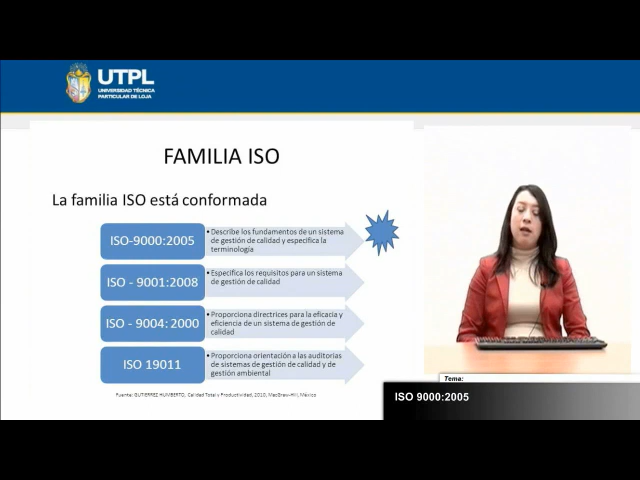 UTPL
UNIVERSIDAD TÉCNICA
PARTICULAR DE LOJA
FAMILIA ISO
La familia ISO está conformada
ISO-9000:2005
• Describe los fundamentos de un sistema
de gestión de calidad y especifica la
terminología
ISO - 9001:2008
• Especifica los requisitos para un sistema
de gestión de calidad
ISO - 9004: 2000
• Proporciona directrices para la eficacia y
eficiencia de un sistema de gestión de
calidad
ISO 19011
• Proporciona orientación a las auditorias
de sistemas de gestión de calidad y de
gestión ambiental
Fuente: GUTIERREZ HUMBERTO, Calidad Total y Productividad, 2010, MacGraw-Hill, México
Tema:
ISO 9000:2005